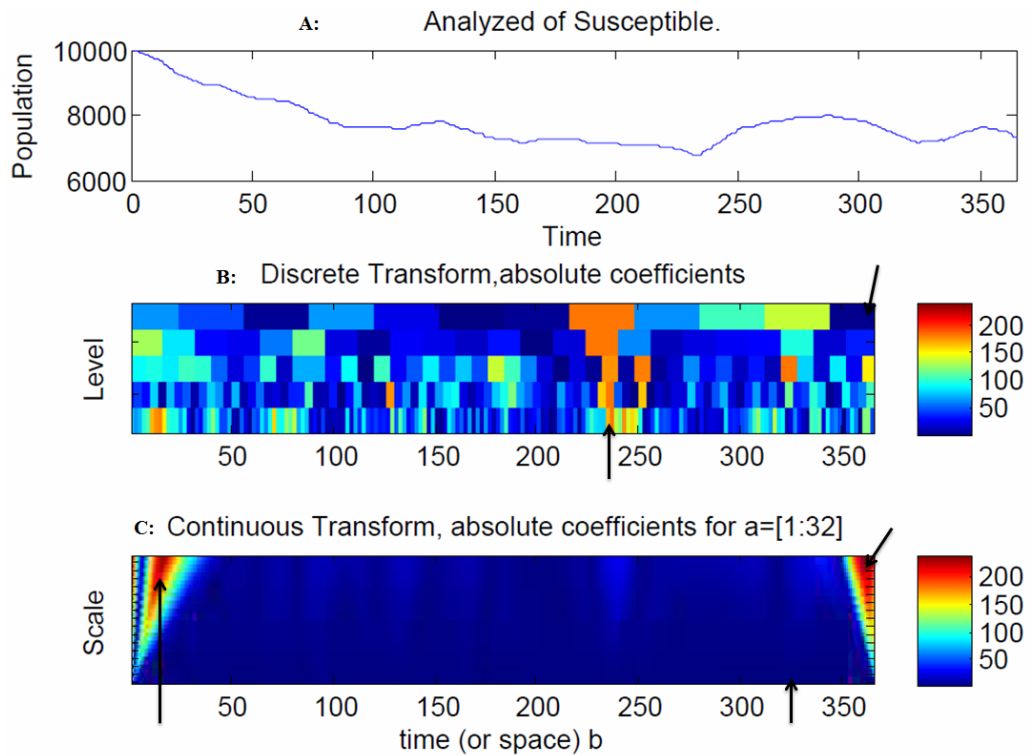 A: Analyzed of Susceptible.
10000
8000
6000
Population
0 50 100 150 200 250 300 350
Time
B: Discrete Transform,absolute coefficients
Level
50 100 150 200 250 300 350
200
150
100
50
C: Continuous Transform, absolute coefficients for a=[1:32]
Scale
50 100 150 200 250 300 350
time (or space) b
200
150
100
50